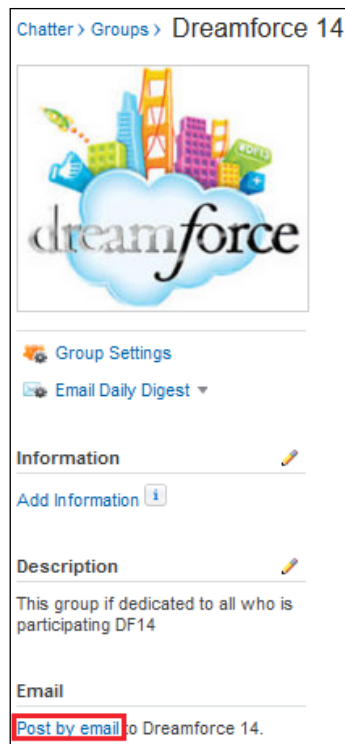 Chatter > Groups > Dreamforce 14
#DF13
dreamforce
Group Settings
Email Daily Digest
Information
Add Information i
Description
This group if dedicated to all who is
participating DF14
Email
Post by email to Dreamforce 14.